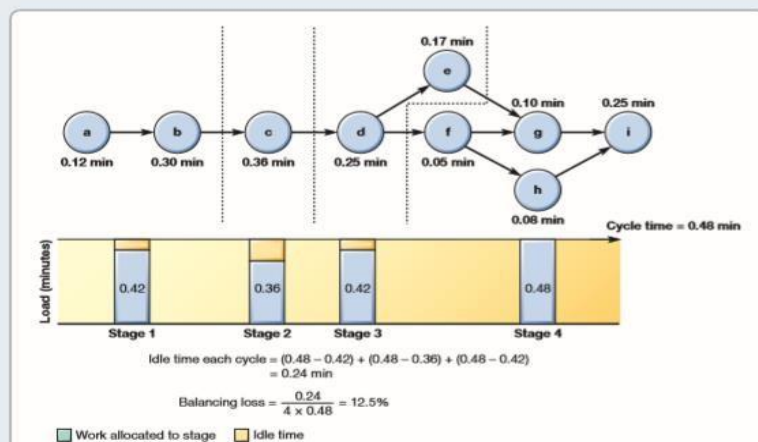 0.17 min
e
0.10 min
0.25 min
a
b
c
d
f
g
i
0.12 min
0.30 min
0.36 min
0.25 min
0.05 min
h
0.08 min
Cycle time = 0.48 min
Load (minutes)
0.42
0.36
0.42
0.48
Stage 1
Stage 2
Stage 3
Stage 4
Idle time each cycle = (0.48 – 0.42) + (0.48 – 0.36) + (0.48 – 0.42)
= 0.24 min
Balancing loss = 0.24 / 4 x 0.48 = 12.5%
Work allocated to stage
Idle time